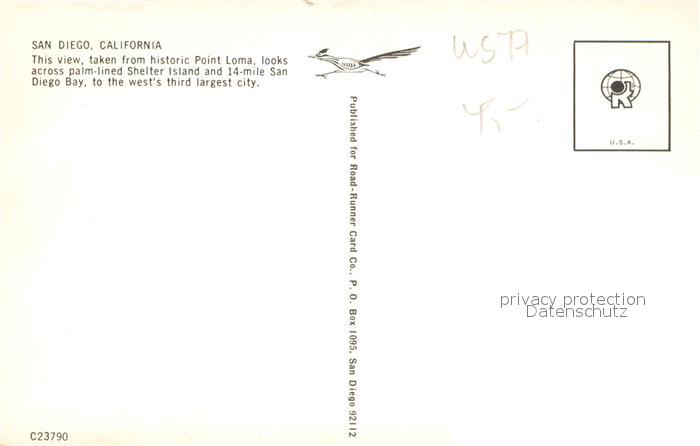 SAN DIEGO, CALIFORNIA
This view, taken from historic Point Loma, looks
across palm-lined Shelter Island and 14-mile San
Diego Bay, to the west's third largest city.
C23790
Published for Road-Runner Card Co., P. O. Box 1095, San Diego 92112
USA
R
U.S.A.
privacy protection
Datenschutz